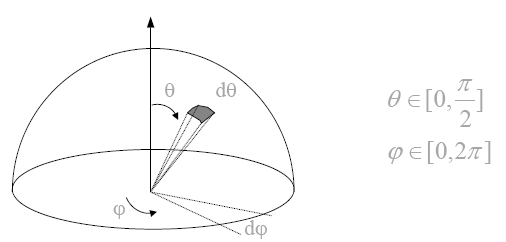 θ dθ
θ ∈ [0, π/2]
φ ∈ [0,2π]
φ
dφ